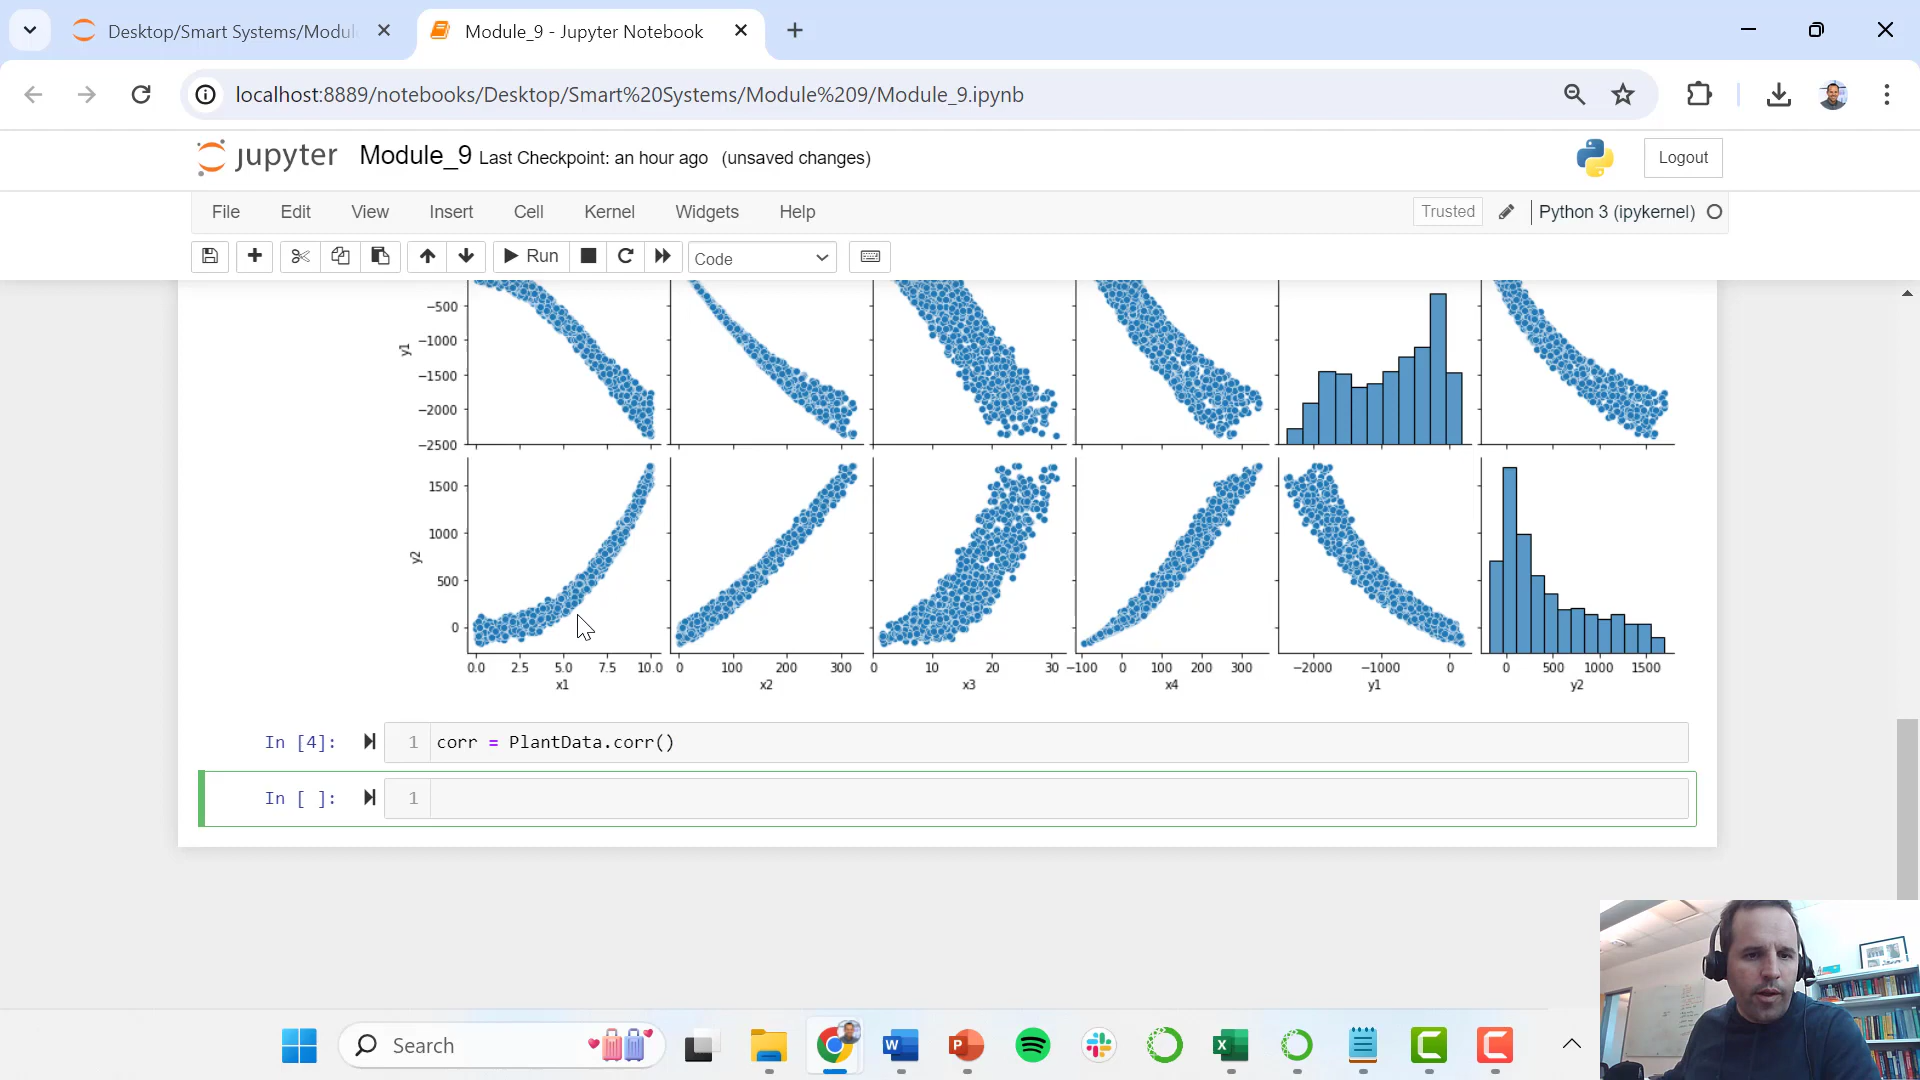 Desktop/Smart Systems/Modul
Module_9 - Jupyter Notebook
localhost:8889/notebooks/Desktop/Smart%20Systems/Module%209/Module_9.ipynb
jupyter Module_9 Last Checkpoint: an hour ago (unsaved changes)
Logout
File Edit View Insert Cell Kernel Widgets Help
Trusted Python 3 (ipykernel)
Run Code
−500
−1000
−1500
−2000
−2500
y1
1500
1000
500
0
y2
0.0 2.5 5.0 7.5 10.0 0 100 200 300 0 10 20 30 −100 0 100 200 300 −2000 −1000 0 0 500 1000 1500
x1 x2 x3 x4 y1 y2
In [4]: 1 corr = PlantData.corr()
In [ ]: 1
Search